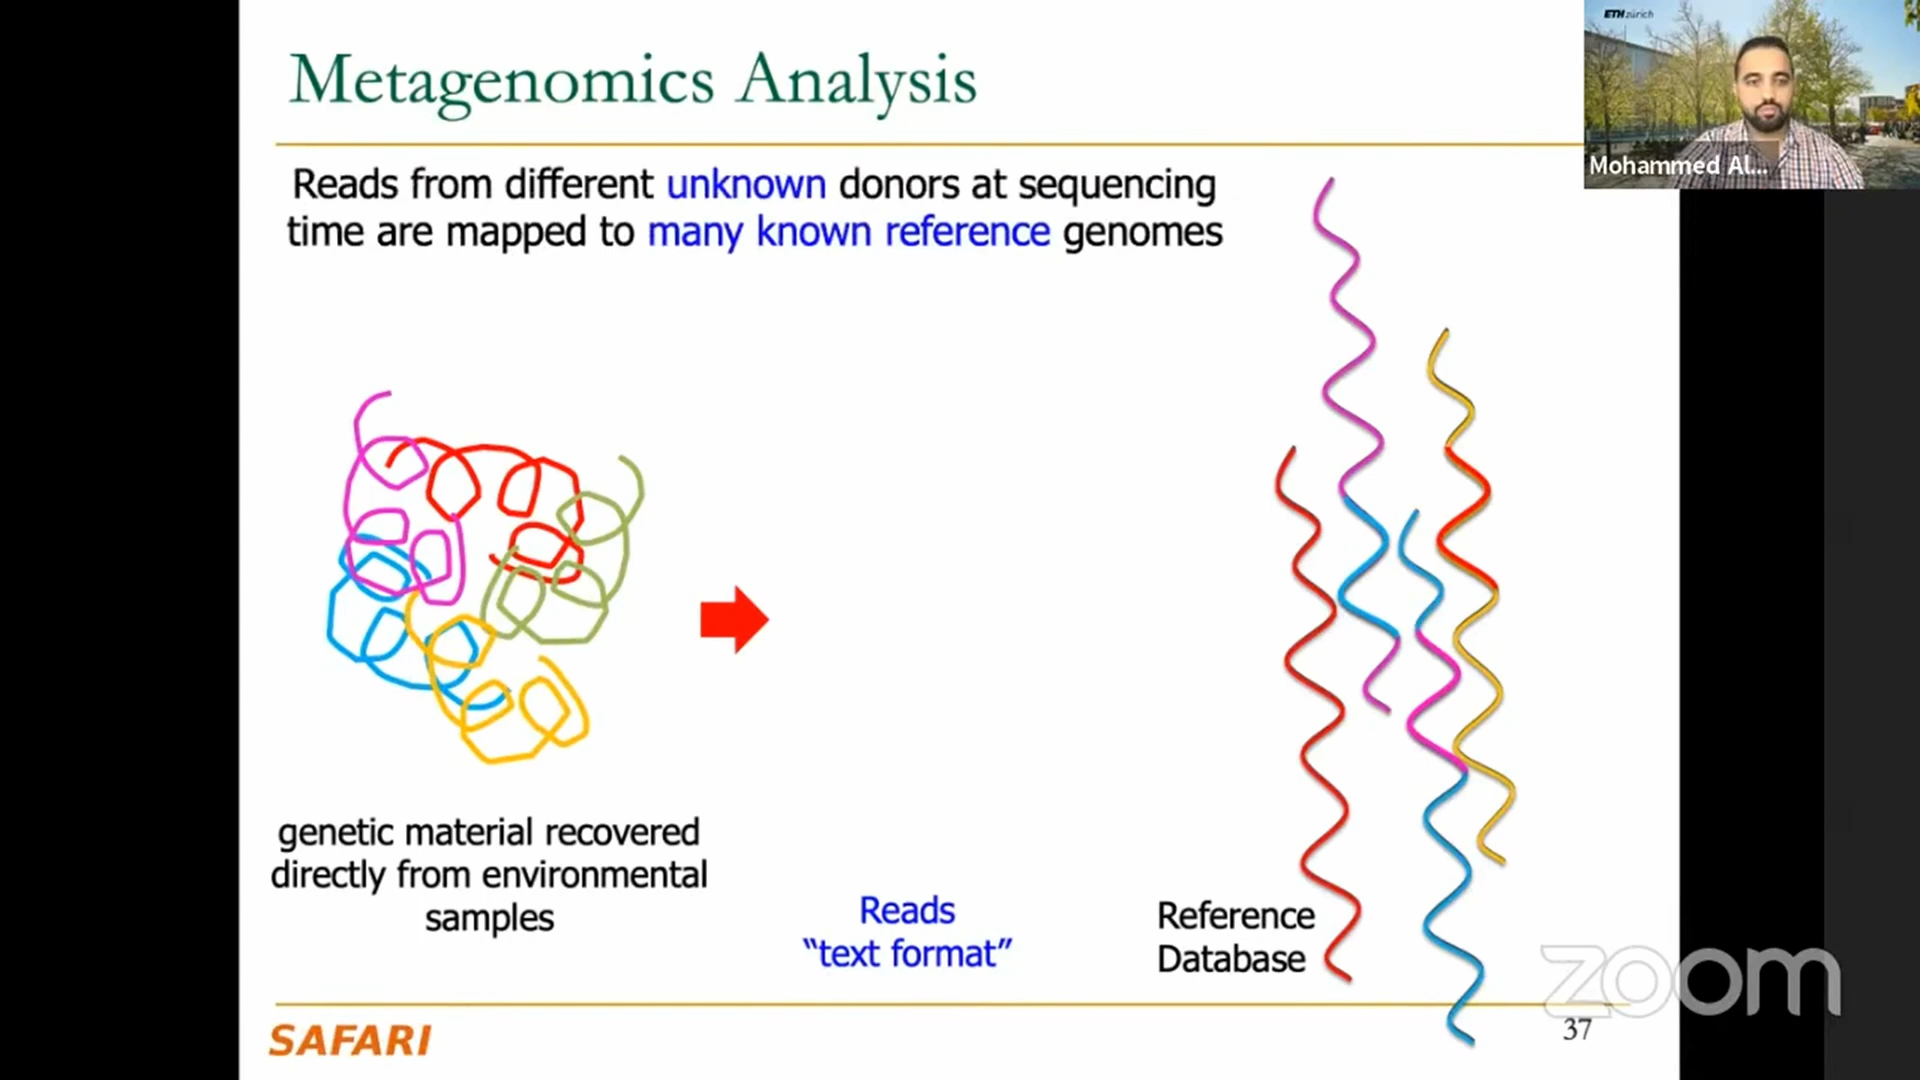 Metagenomics Analysis
ETH zürich
Mohammed Al...
Reads from different unknown donors at sequencing
time are mapped to many known reference genomes
genetic material recovered
directly from environmental
samples
Reads
“text format”
Reference
Database
zoom
SAFARI
37